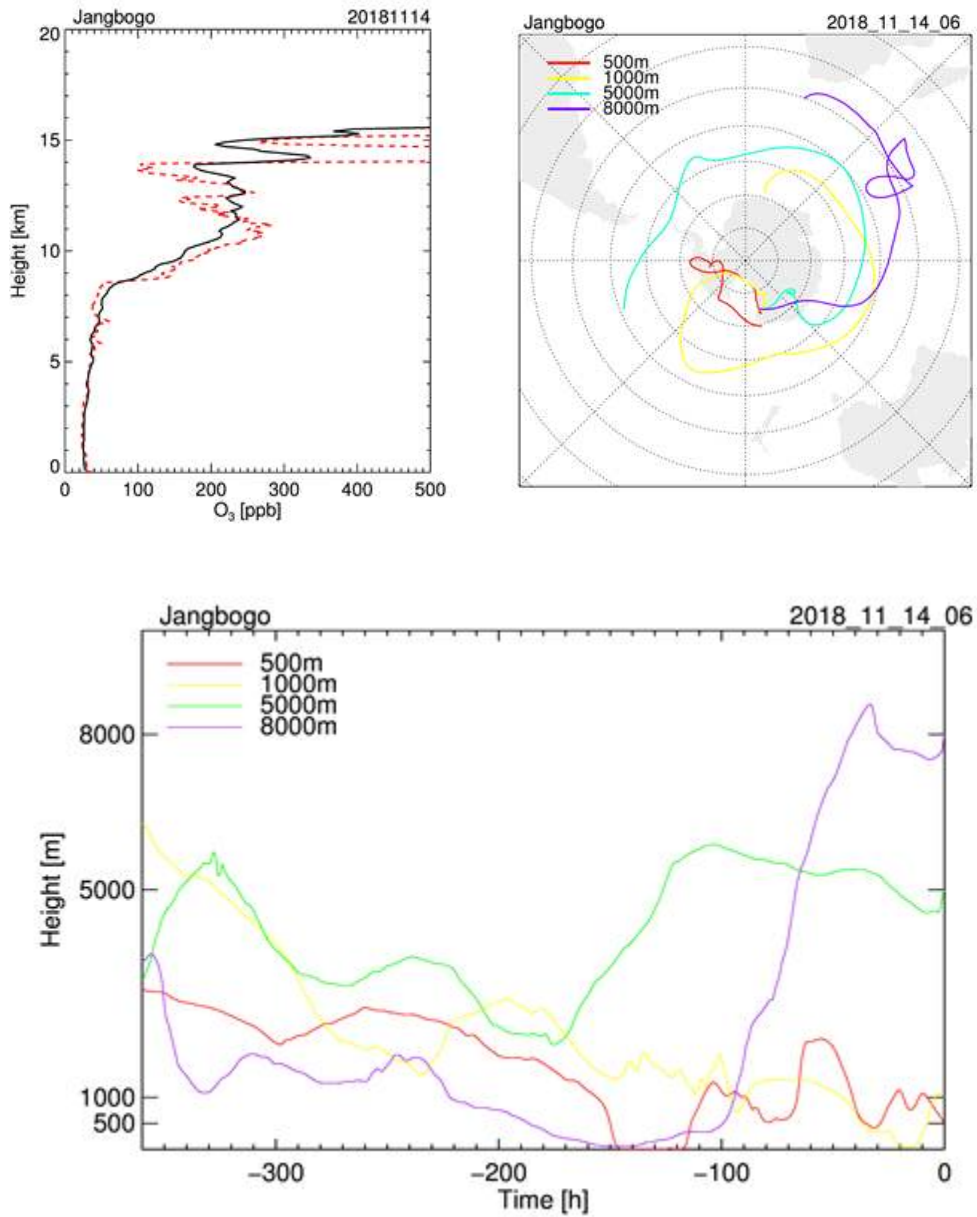 Jangbogo 20181114
20
15
10
5
0
Height [km]
0 100 200 300 400 500
O₃ [ppb]
Jangbogo 2018_11_14_06
500m
1000m
5000m
8000m
Jangbogo 2018_11_14_06
500m
1000m
5000m
8000m
8000
5000
1000
500
Height [m]
−300 −200 −100 0
Time [h]